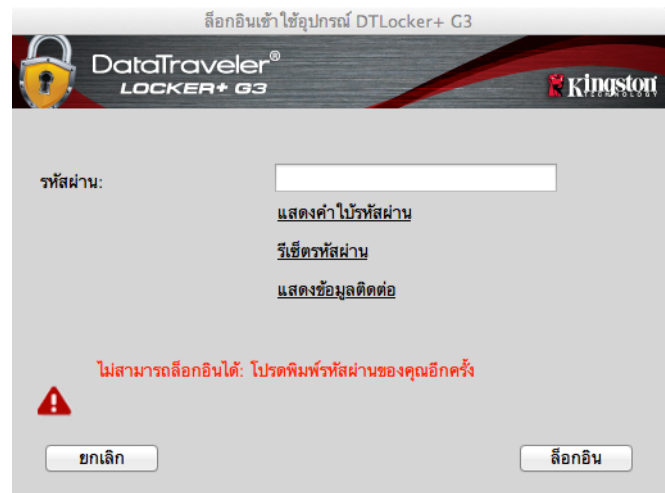 ล็อกอินเข้าใช้อุปกรณ์ DTLocker+ G3
DataTraveler®
LOCKER+ G3
Kingston
TECHNOLOGY
รหัสผ่าน:
แสดงคำใบ้รหัสผ่าน
รีเซ็ตรหัสผ่าน
แสดงข้อมูลติดต่อ
ไม่สามารถล็อกอินได้: โปรดพิมพ์รหัสผ่านของคุณอีกครั้ง
ยกเลิก
ล็อกอิน